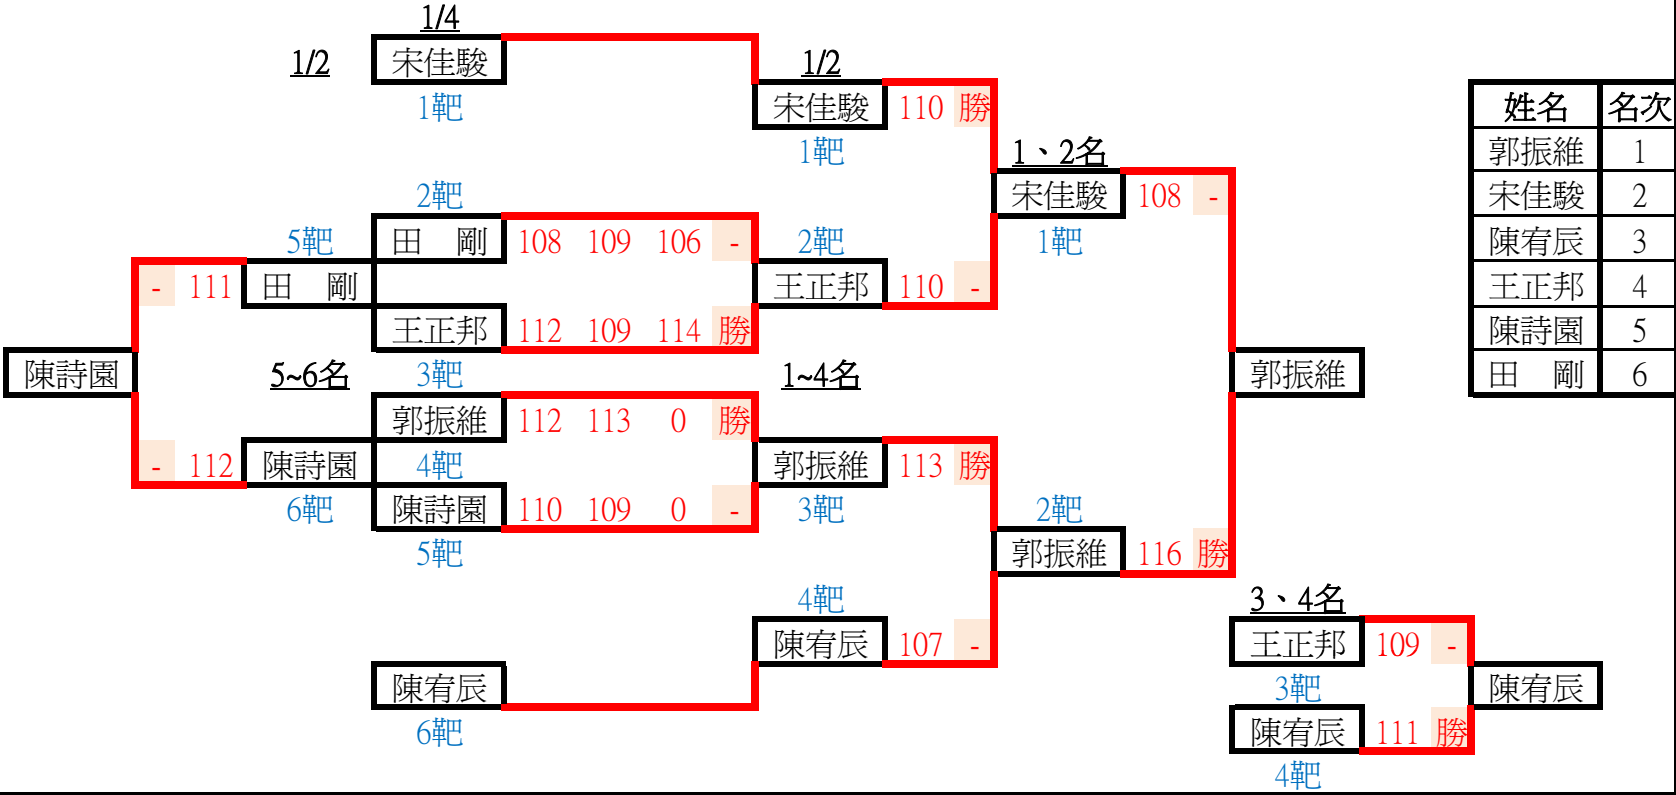 1/4
1/2 宋佳駿 1/2
1靶 宋佳駿 110 勝 姓名 名次
1靶 1、2名 郭振維 1
2靶 宋佳駿 108 - 宋佳駿 2
5靶 田　剛 108 109 106 - 2靶 1靶 陳宥辰 3
- 111 田　剛 王正邦 110 - 王正邦 4
王正邦 112 109 114 勝 陳詩園 5
陳詩園 5~6名 3靶 1~4名 郭振維 田　剛 6
郭振維 112 113 0 勝
- 112 陳詩園 4靶 郭振維 113 勝
6靶 陳詩園 110 109 0 - 3靶 2靶
5靶 郭振維 116 勝
4靶 3、4名
陳宥辰 107 - 王正邦 109 -
陳宥辰 3靶 陳宥辰
6靶 陳宥辰 111 勝
4靶